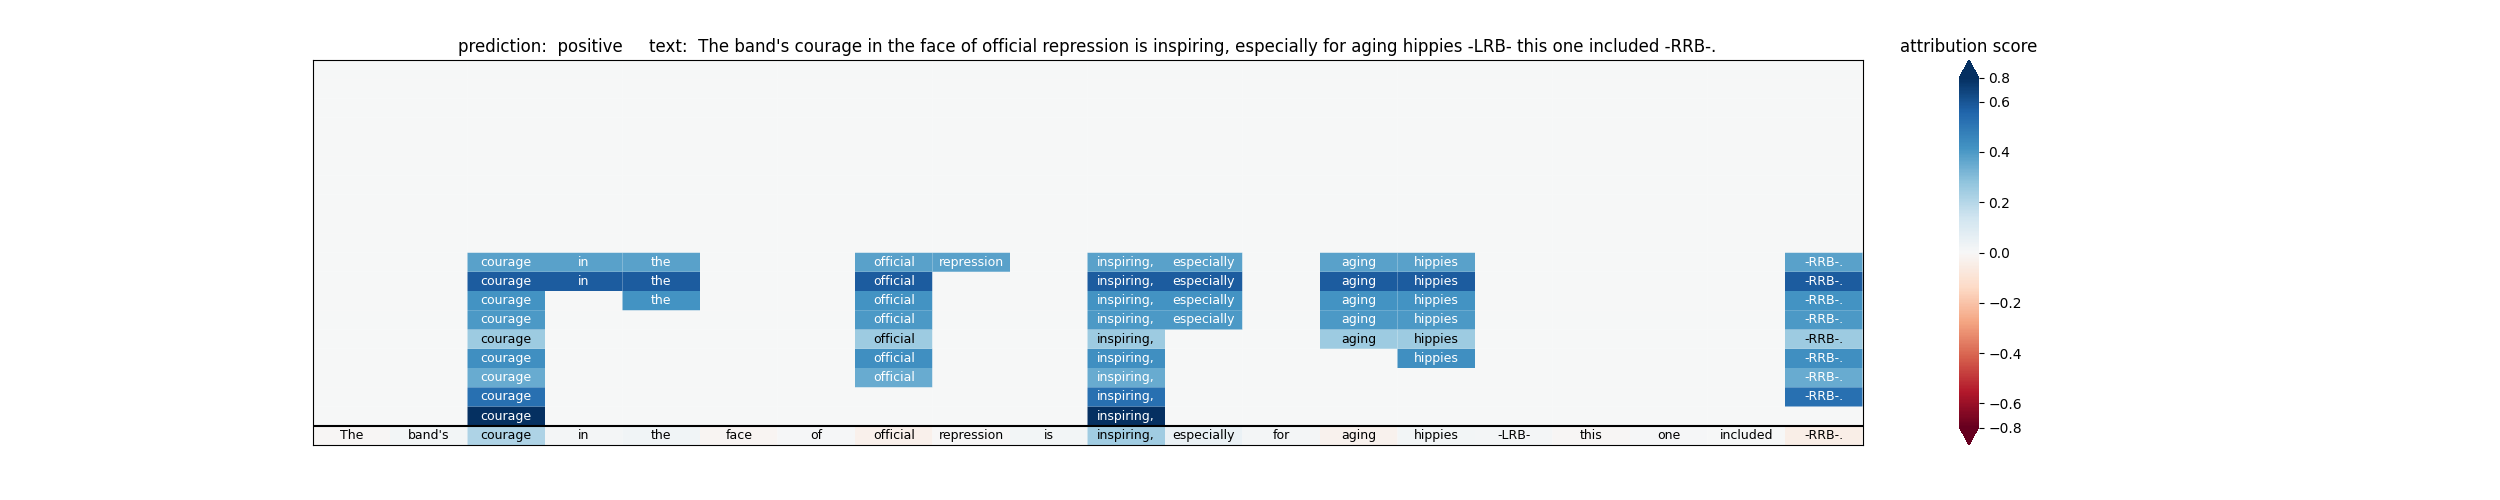 prediction:  positive     text:  The band's courage in the face of official repression is inspiring, especially for aging hippies -LRB- this one included -RRB-.
attribution score
courage in the official repression inspiring, especially aging hippies -RRB-.
courage in the official inspiring, especially aging hippies -RRB-.
courage the official inspiring, especially aging hippies -RRB-.
courage official inspiring, especially aging hippies -RRB-.
courage official inspiring, aging hippies -RRB-.
courage official inspiring, hippies -RRB-.
courage official inspiring, -RRB-.
courage inspiring, -RRB-.
courage inspiring,
The band's courage in the face of official repression is inspiring, especially for aging hippies -LRB- this one included -RRB-.
0.8
0.6
0.4
0.2
0.0
−0.2
−0.4
−0.6
−0.8